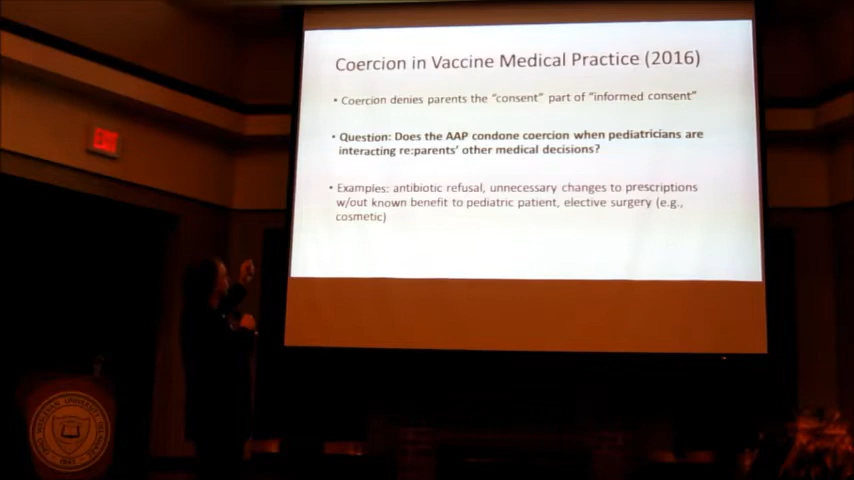 Coercion in Vaccine Medical Practice (2016)
• Coercion denies parents the "consent" part of "informed consent"
• Question: Does the AAP condone coercion when pediatricians are
interacting re:parents' other medical decisions?
• Examples: antibiotic refusal, unnecessary changes to prescriptions
w/out known benefit to pediatric patient, elective surgery (e.g.,
cosmetic)